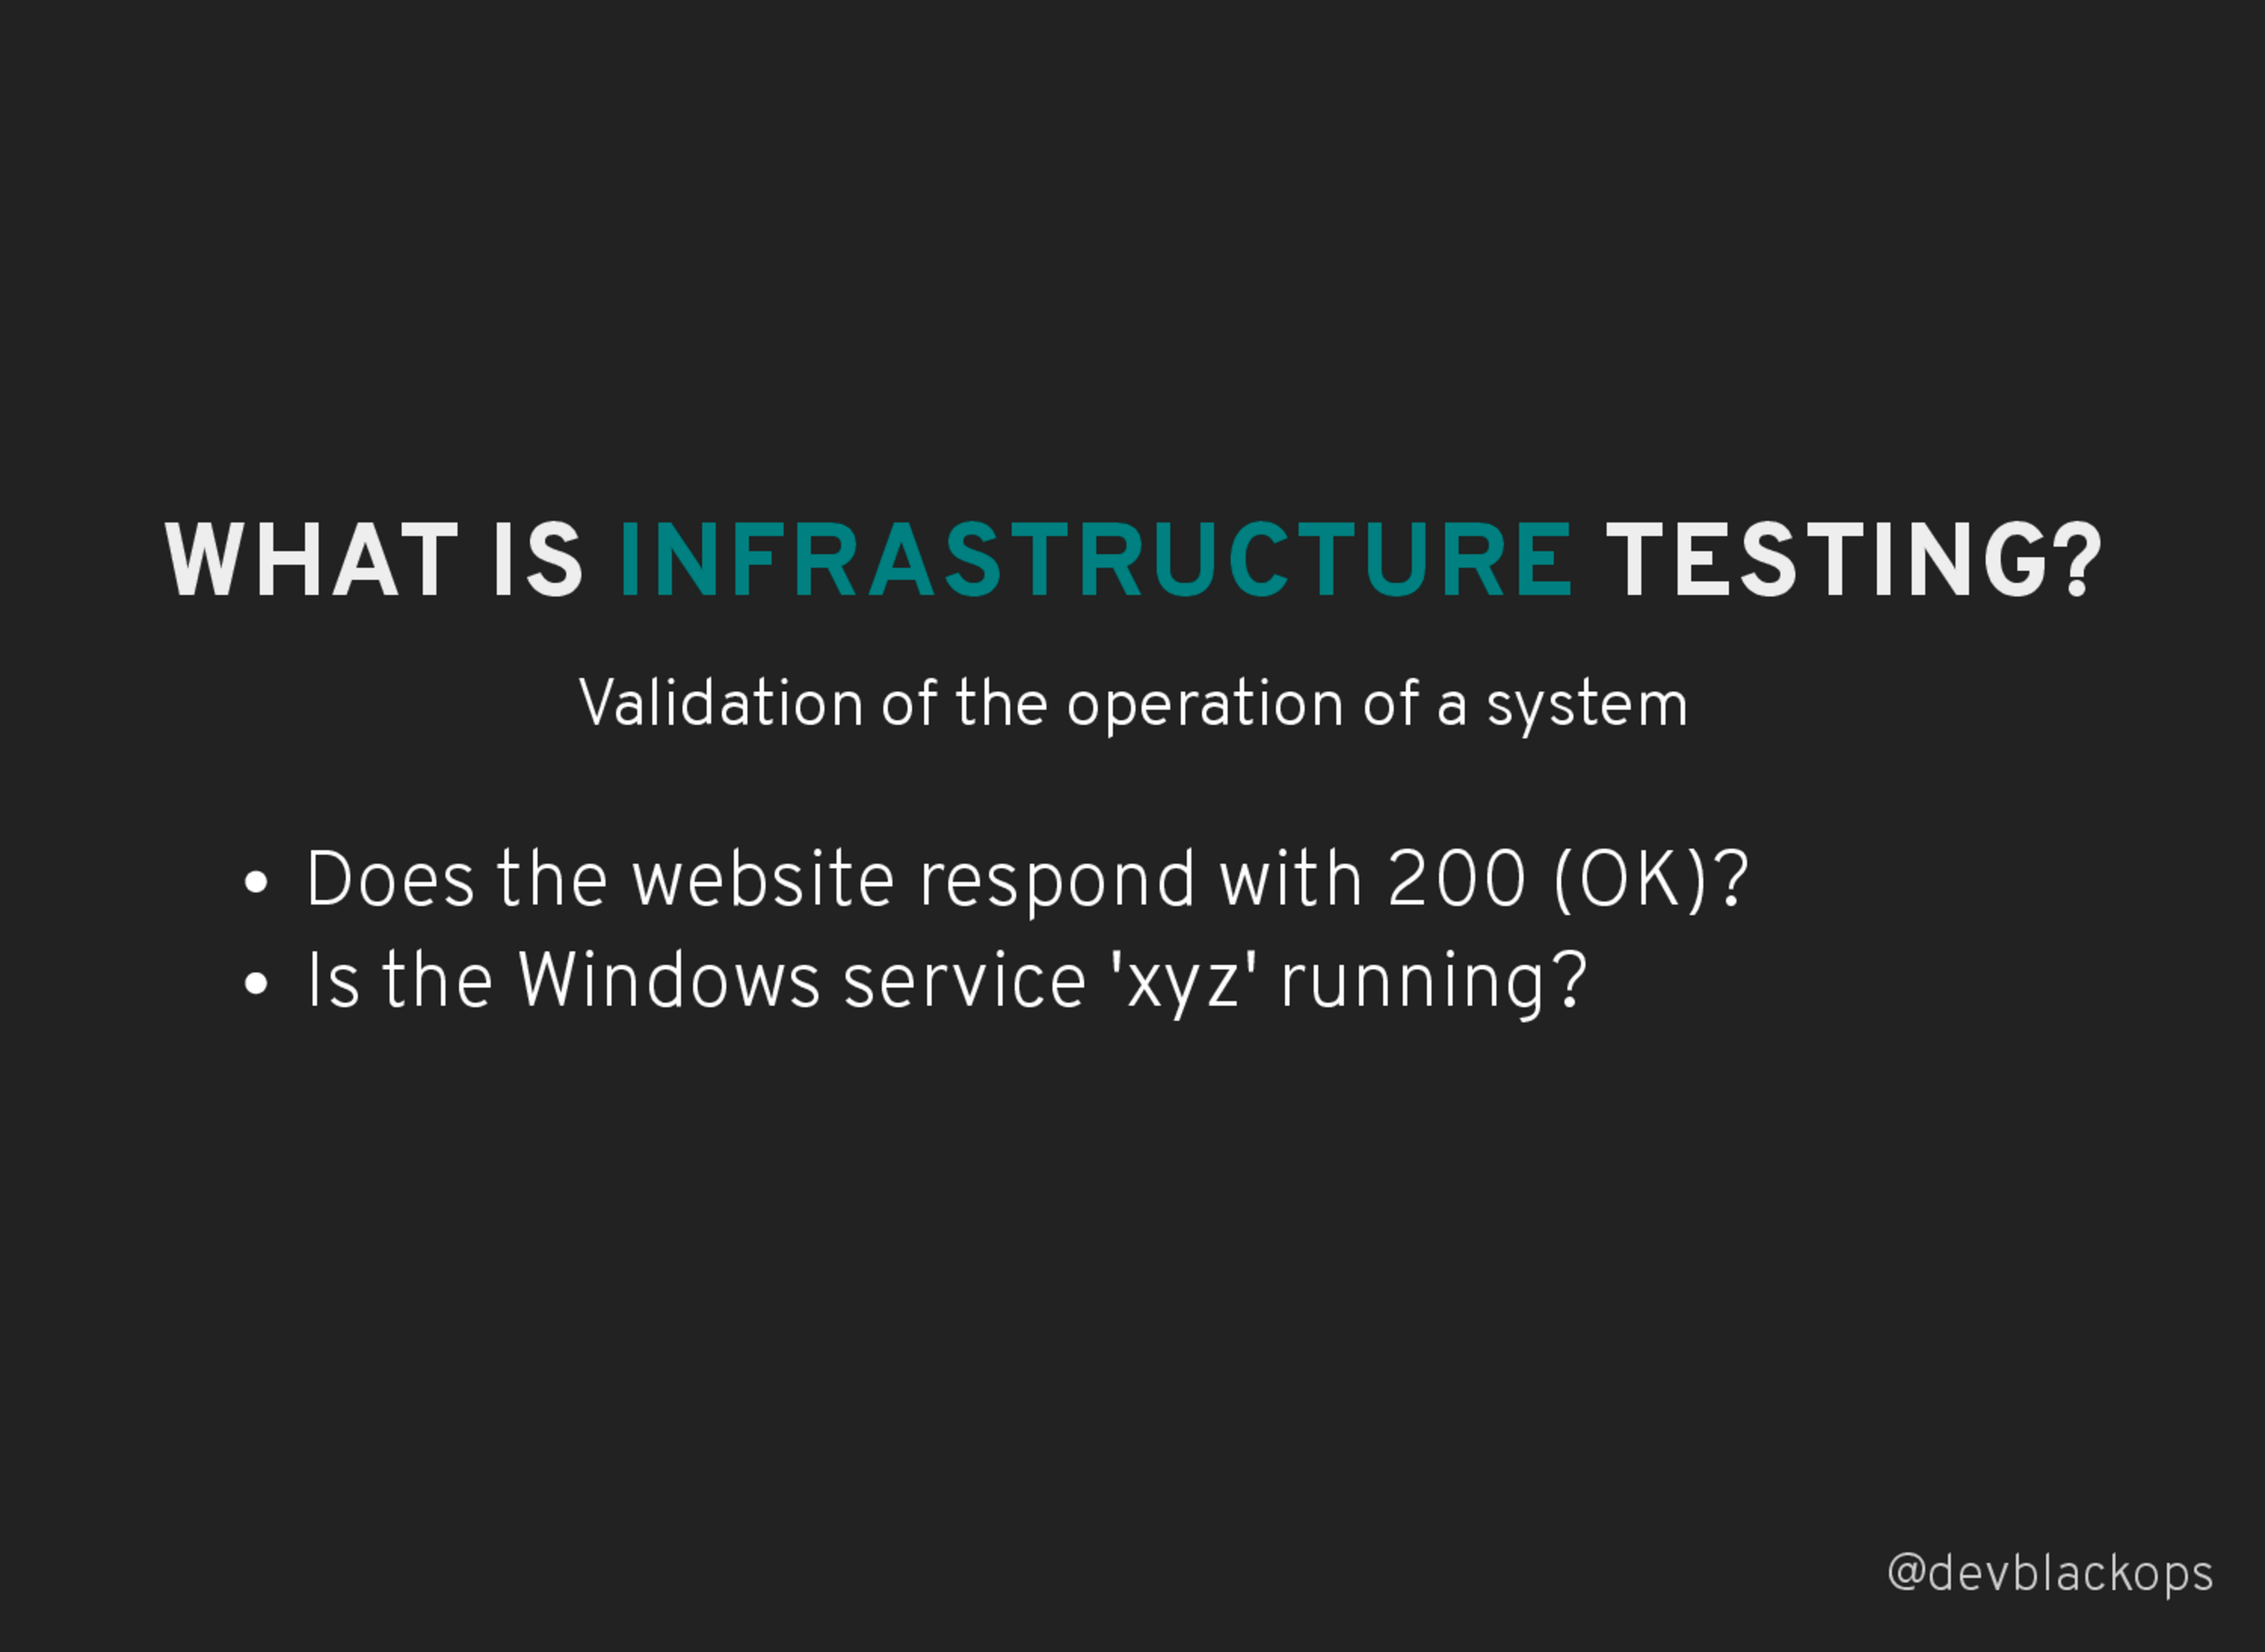 WHAT IS INFRASTRUCTURE TESTING?
Validation of the operation of a system
• Does the website respond with 200 (OK)?
• Is the Windows service 'xyz' running?
@devblackops